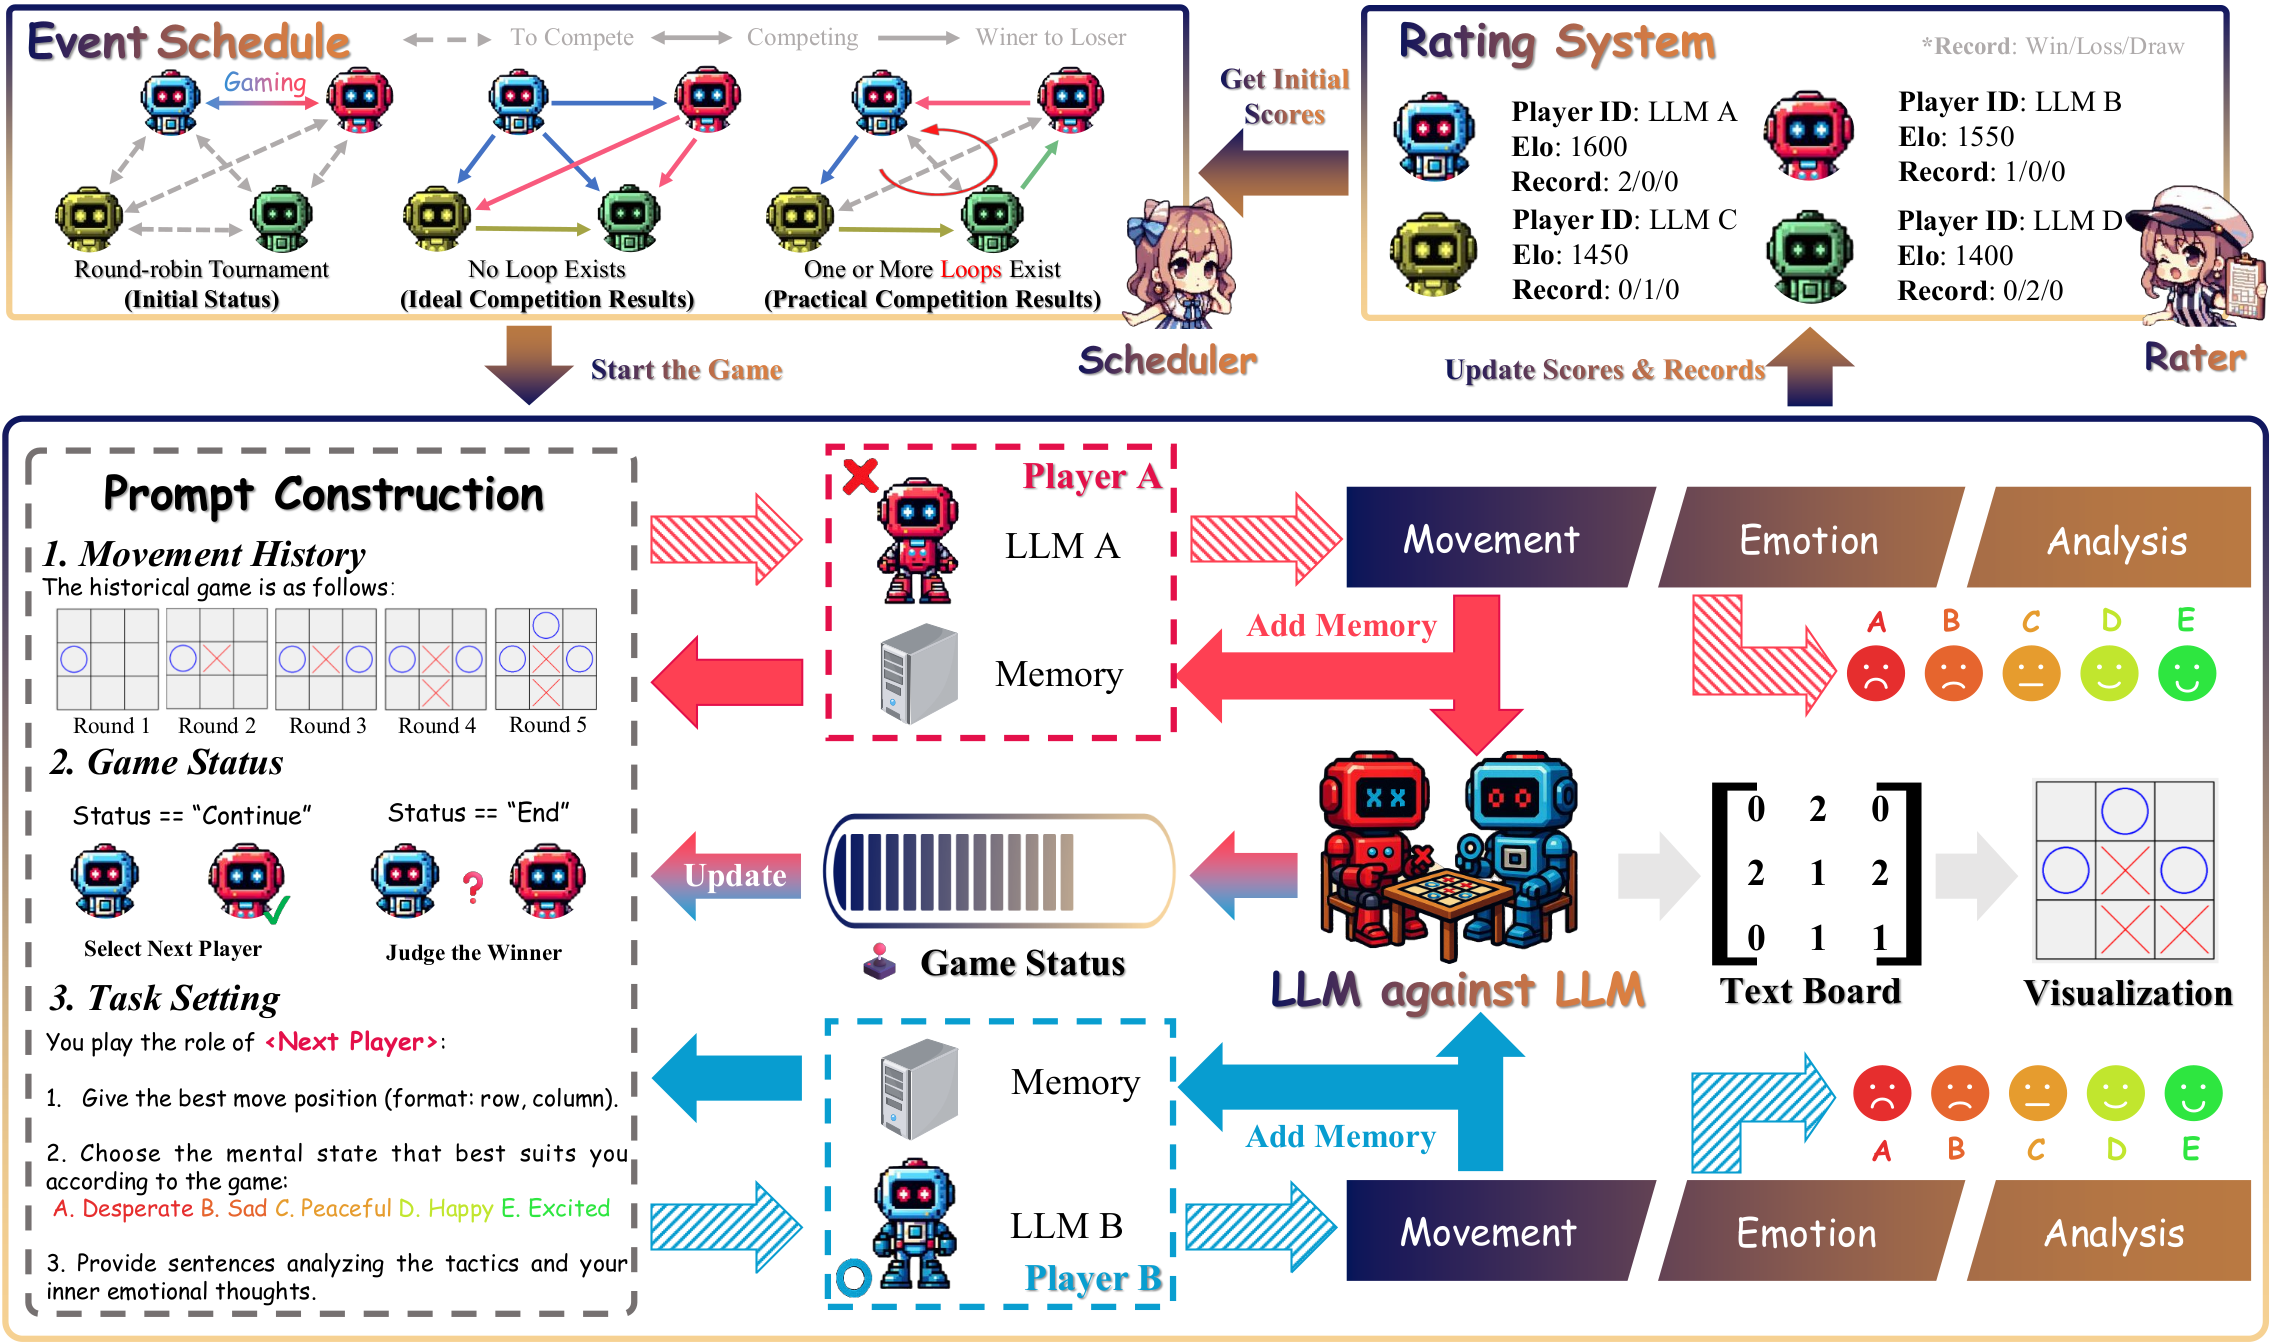 Event Schedule
To Compete
Competing
Winer to Loser
Gaming
Round-robin Tournament
(Initial Status)
No Loop Exists
(Ideal Competition Results)
One or More Loops Exist
(Practical Competition Results)
Scheduler
Get Initial
Scores
Rating System
*Record: Win/Loss/Draw
Player ID: LLM A
Elo: 1600
Record: 2/0/0
Player ID: LLM B
Elo: 1550
Record: 1/0/0
Player ID: LLM C
Elo: 1450
Record: 0/1/0
Player ID: LLM D
Elo: 1400
Record: 0/2/0
Rater
Start the Game
Update Scores & Records
Prompt Construction
1. Movement History
The historical game is as follows:
Round 1
Round 2
Round 3
Round 4
Round 5
2. Game Status
Status == “Continue”
Status == “End”
?
Select Next Player
Judge the Winner
3. Task Setting
You play the role of <Next Player>:
1. Give the best move position (format: row, column).
2. Choose the mental state that best suits you
according to the game:
A. Desperate B. Sad C. Peaceful D. Happy E. Excited
3. Provide sentences analyzing the tactics and your
inner emotional thoughts.
Player A
LLM A
Memory
Update
Game Status
Memory
LLM B
Player B
Movement
Emotion
Analysis
Add Memory
A B C D E
LLM against LLM
0 2 0
2 1 2
0 1 1
Text Board
Visualization
Add Memory
A B C D E
Movement
Emotion
Analysis